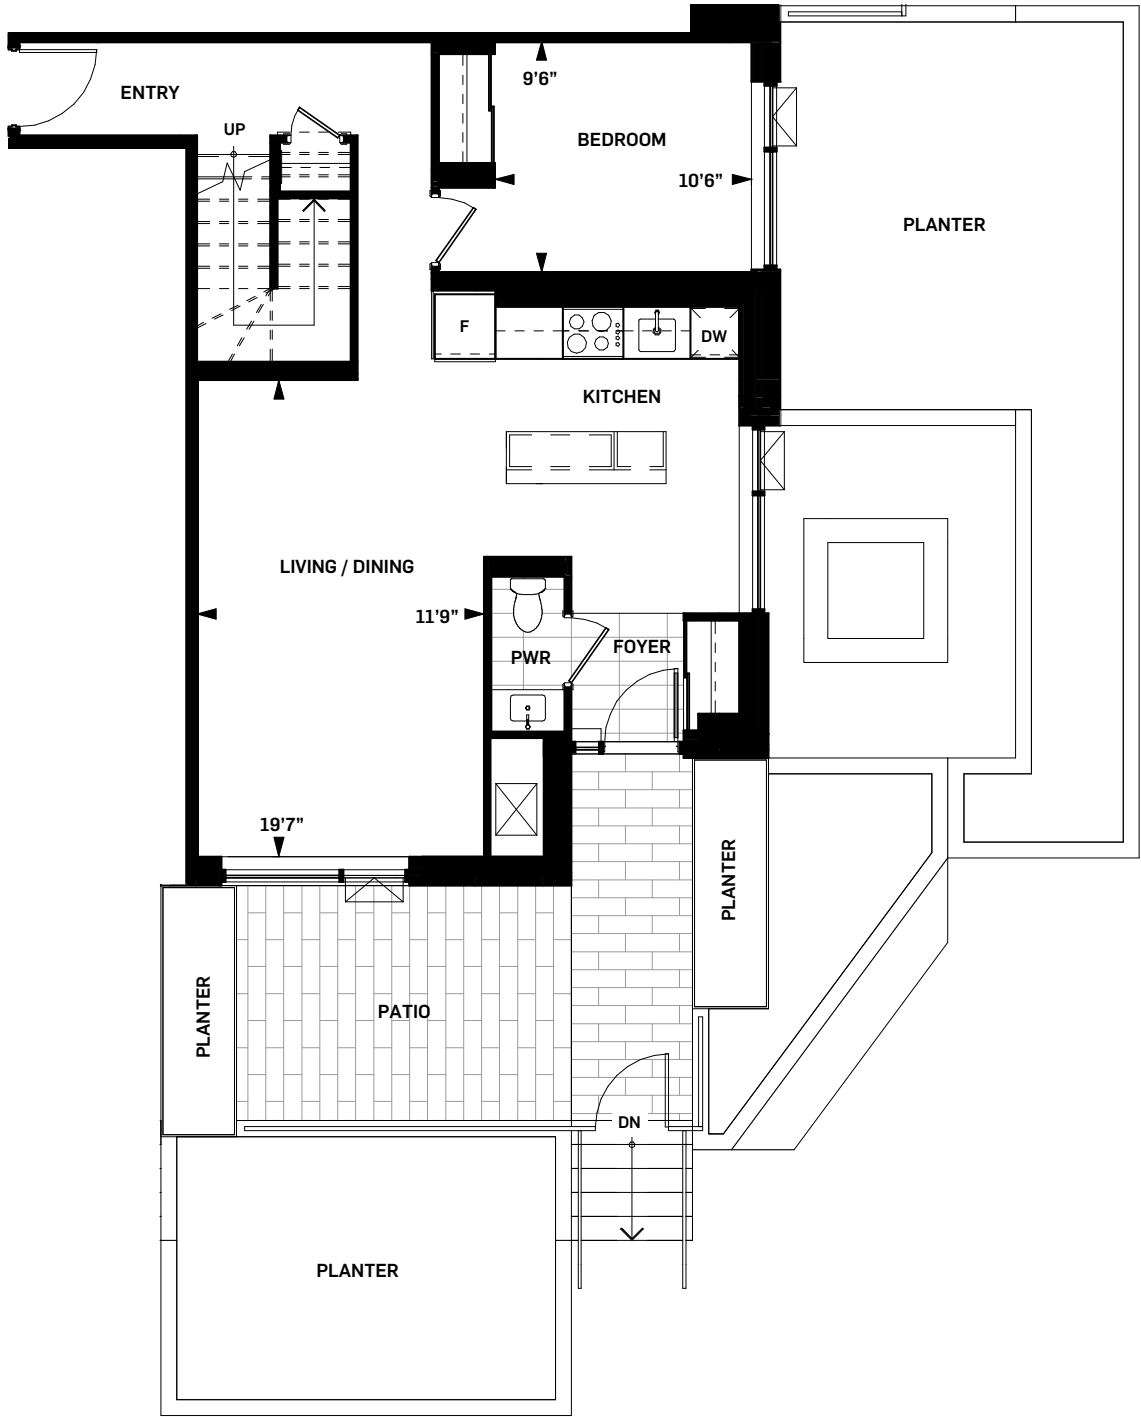 9’6”
ENTRY
UP
BEDROOM
10’6”
PLANTER
F
DW
KITCHEN
LIVING / DINING
11’9”
FOYER
PWR
19’7”
PLANTER
PLANTER
PATIO
DN
PLANTER